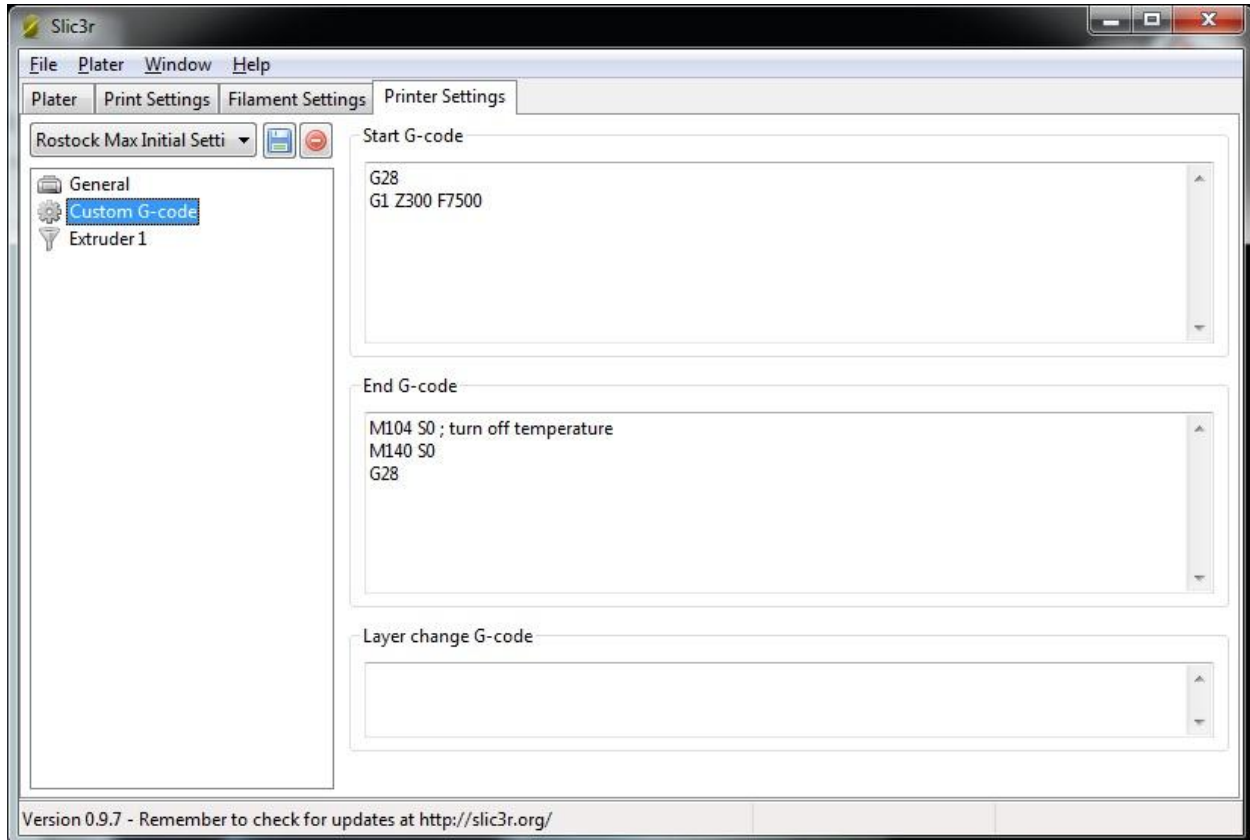 Slic3r
File Plater Window Help
Plater Print Settings Filament Settings Printer Settings
Rostock Max Initial Setti
General
Custom G-code
Extruder 1
Start G-code
G28
G1 Z300 F7500
End G-code
M104 S0 ; turn off temperature
M140 S0
G28
Layer change G-code
Version 0.9.7 - Remember to check for updates at http://slic3r.org/